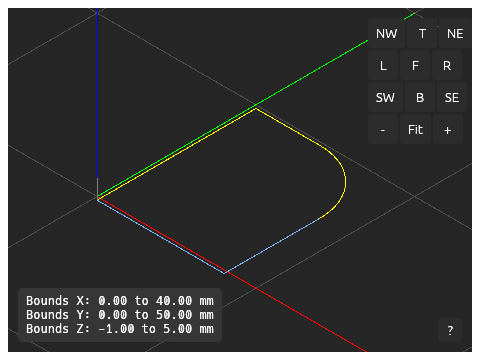 NW T NE
L F R
SW B SE
- Fit +
Bounds X: 0.00 to 40.00 mm
Bounds Y: 0.00 to 50.00 mm
Bounds Z: -1.00 to 5.00 mm
?